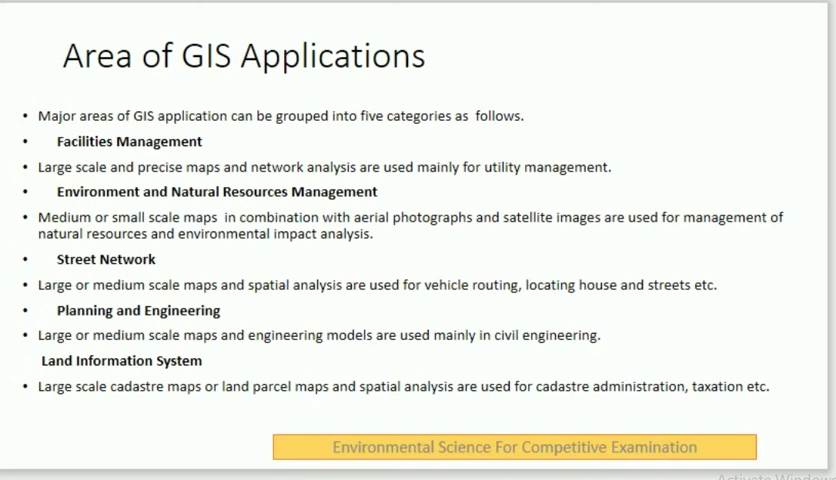 Area of GIS Applications
• Major areas of GIS application can be grouped into five categories as follows.
• Facilities Management
• Large scale and precise maps and network analysis are used mainly for utility management.
• Environment and Natural Resources Management
• Medium or small scale maps in combination with aerial photographs and satellite images are used for management of
natural resources and environmental impact analysis.
• Street Network
• Large or medium scale maps and spatial analysis are used for vehicle routing, locating house and streets etc.
• Planning and Engineering
• Large or medium scale maps and engineering models are used mainly in civil engineering.
Land Information System
• Large scale cadastre maps or land parcel maps and spatial analysis are used for cadastre administration, taxation etc.
Environmental Science For Competitive Examination
Activate Windows